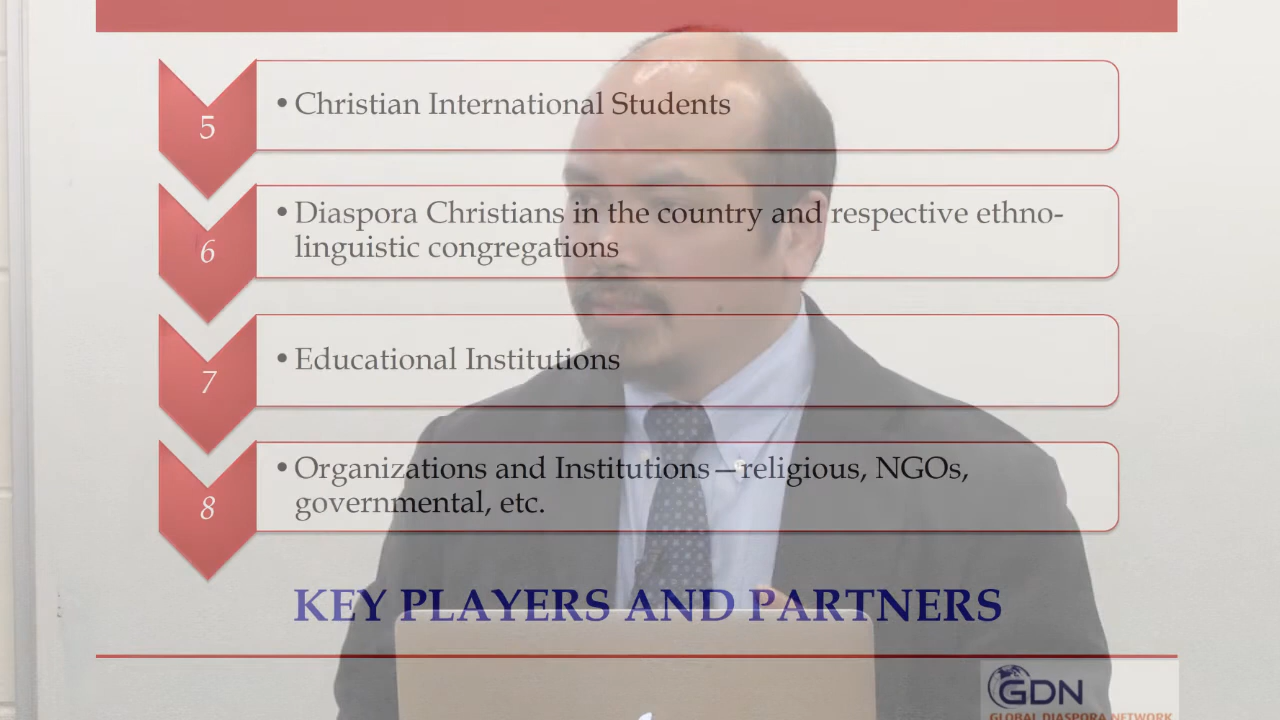 5
• Christian International Students
6
• Diaspora Christians in the country and respective ethno-
linguistic congregations
7
• Educational Institutions
8
• Organizations and Institutions—religious, NGOs,
governmental, etc.
KEY PLAYERS AND PARTNERS
GDN
GLOBAL DIASPORA NETWORK